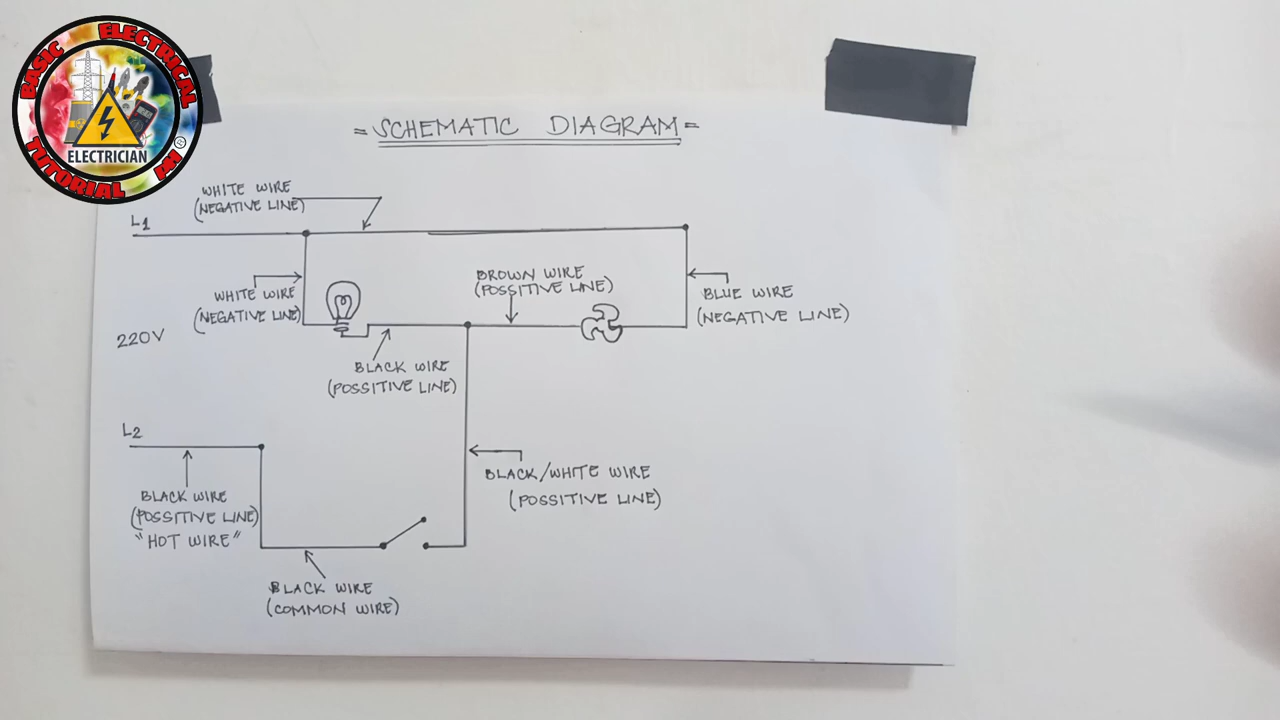 BASIC ELECTRICAL
ELECTRICIAN
TUTORIAL PH
= SCHEMATIC DIAGRAM =
WHITE WIRE
(NEGATIVE LINE)
L1
BROWN WIRE
(POSSITIVE LINE)
WHITE WIRE
(NEGATIVE LINE)
BLUE WIRE
(NEGATIVE LINE)
220V
BLACK WIRE
(POSSITIVE LINE)
L2
BLACK/WHITE WIRE
(POSSITIVE LINE)
BLACK WIRE
(POSSITIVE LINE)
"HOT WIRE"
BLACK WIRE
(COMMON WIRE)